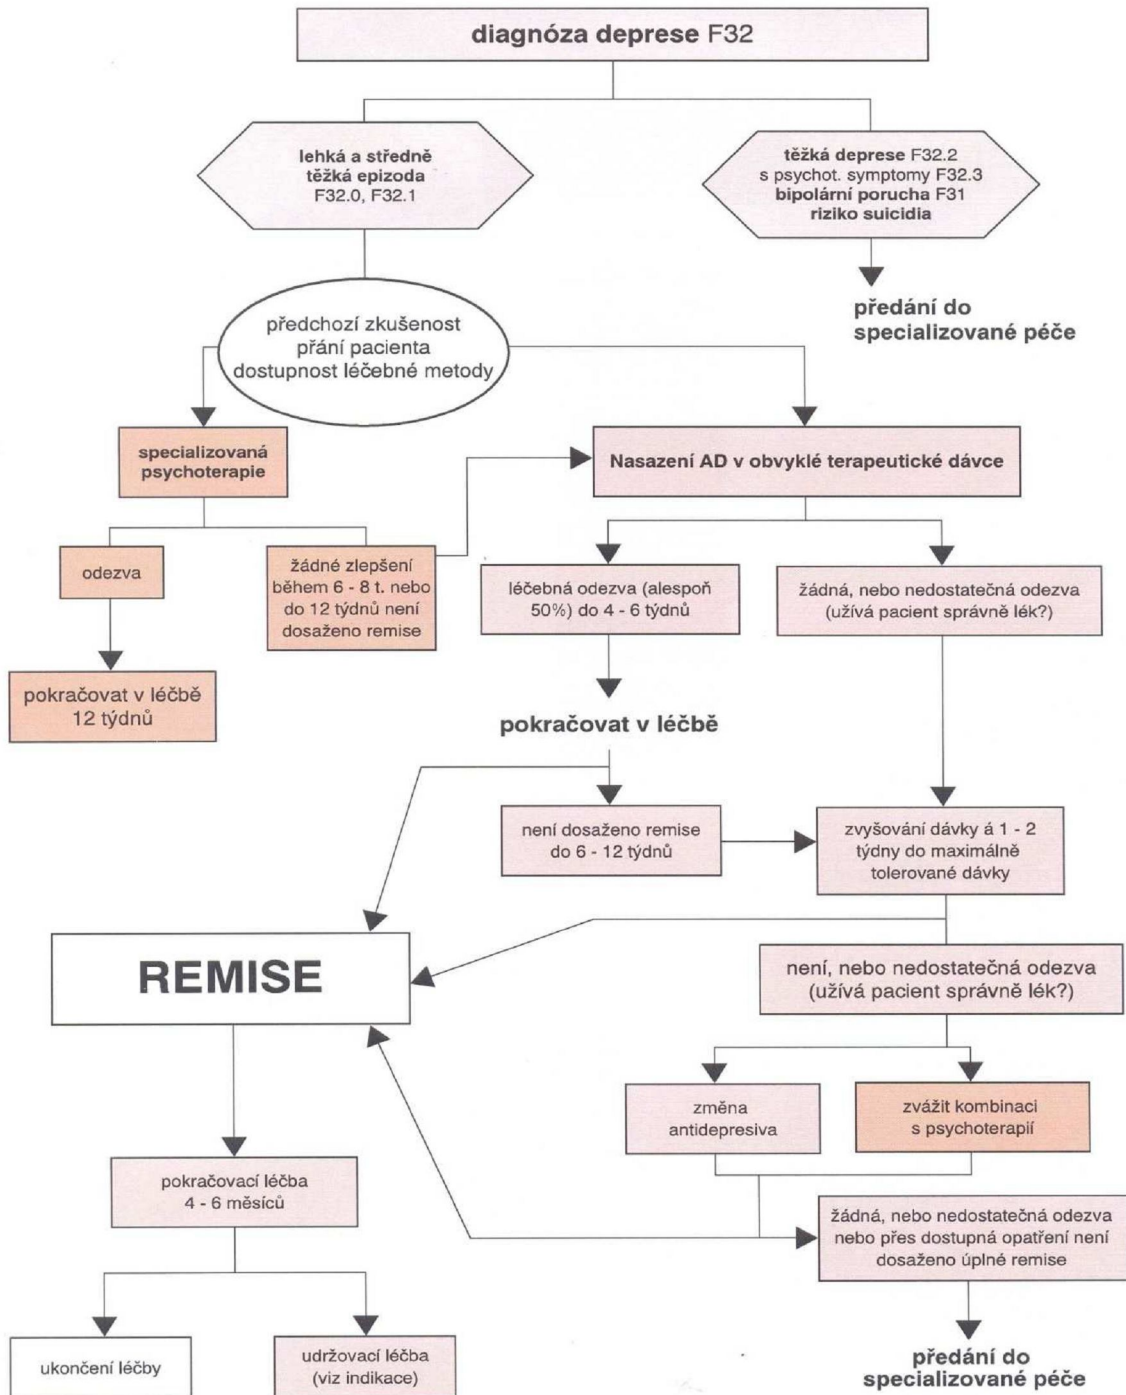 diagnóza deprese F32
lehká a středně
těžká epizoda
F32.0, F32.1
těžká deprese F32.2
s psychot. symptomy F32.3
bipolární porucha F31
riziko suicidia
předání do
specializované péče
předchozí zkušenost
přání pacienta
dostupnost léčebné metody
specializovaná
psychoterapie
Nasazení AD v obvyklé terapeutické dávce
odezva
žádné zlepšení
během 6 - 8 t. nebo
do 12 týdnů není
dosaženo remise
léčebná odezva (alespoň
50%) do 4 - 6 týdnů
žádná, nebo nedostatečná odezva
(užívá pacient správně lék?)
pokračovat v léčbě
12 týdnů
pokračovat v léčbě
není dosaženo remise
do 6 - 12 týdnů
zvyšování dávky á 1 - 2
týdny do maximálně
tolerované dávky
REMISE
není, nebo nedostatečná odezva
(užívá pacient správně lék?)
změna
antidepresiva
zvážit kombinaci
s psychoterapií
pokračovací léčba
4 - 6 měsíců
žádná, nebo nedostatečná odezva
nebo přes dostupná opatření není
dosaženo úplné remise
ukončení léčby
udržovací léčba
(viz indikace)
předání do
specializované péče